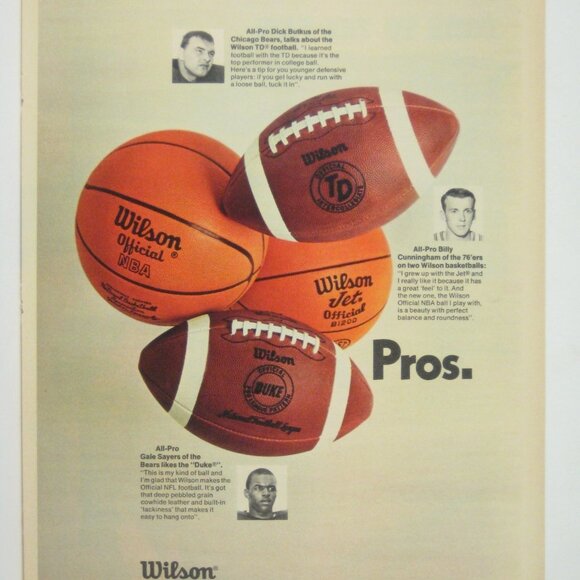 All-Pro Dick Butkus of the
Chicago Bears, talks about the
Wilson TD® football. "I learned
football with the TD because it's the
top performer in college ball.
Here's a tip for you younger defensive
players: if you get lucky and run with
a loose ball, tuck it in".
Wilson
OFFICIAL
TD
INTERCOLLEGIATE
Wilson
Official ®
NBA
Wilson
Jet®
Official
B1200
All-Pro Billy
Cunningham of the 76'ers
on two Wilson basketballs:
"I grew up with the Jet® and
I really like it because it has
a great 'feel' to it. And
the new one, the Wilson
Official NBA ball I play with,
is a beauty with perfect
balance and roundness".
Pros.
Wilson
OFFICIAL
DUKE
National Football League
All-Pro
Gale Sayers of the
Bears likes the "Duke®".
"This is my kind of ball and
I'm glad that Wilson makes the
Official NFL football. It's got
that deep pebbled grain
cowhide leather and built-in
'tackiness' that makes it
easy to hang onto".
Wilson®